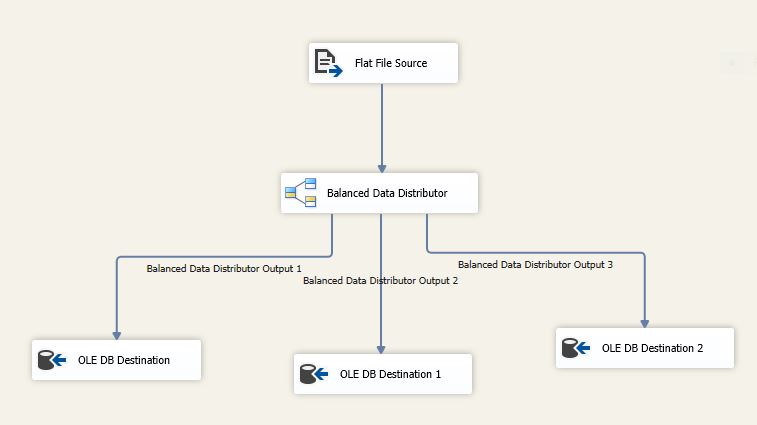 Flat File Source
Balanced Data Distributor
Balanced Data Distributor Output 1
Balanced Data Distributor Output 2
Balanced Data Distributor Output 3
OLE DB Destination
OLE DB Destination 1
OLE DB Destination 2